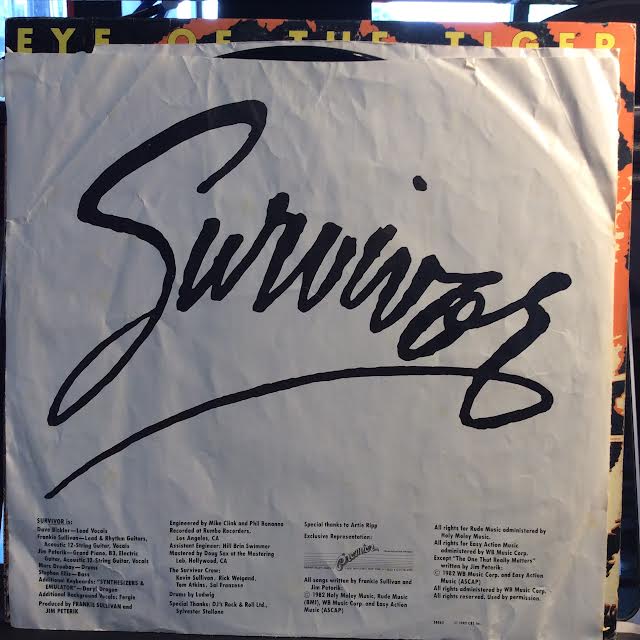 EYE OF THE TIGER
Survivor
SURVIVOR is:
Dave Bickler—Lead Vocals
Frankie Sullivan—Lead & Rhythm Guitars,
Acoustic 12-String Guitar, Vocals
Jim Peterik—Grand Piano, B3, Electric
Guitar, Acoustic 12-String Guitar, Vocals
Marc Droubay—Drums
Stephan Ellis—Bass
Additional Keyboards: "SYNTHESIZERS &
EMULATOR"—Daryl Dragon
Additional Background Vocals: Fergie
Produced by FRANKIE SULLIVAN and
JIM PETERIK
Engineered by Mike Clink and Phil Bonanno
Recorded at Rumbo Recorders,
Los Angeles, CA
Assistant Engineer: Hill Brin Swimmer
Mastered by Doug Sax at the Mastering
Lab, Hollywood, CA
The Survivor Crew:
Kevin Sullivan, Rick Weigand,
Tom Atkins, Sal Franzese
Drums by Ludwig
Special Thanks: DJ's Rock & Roll Ltd.,
Sylvester Stallone
Special thanks to Artie Ripp
Exclusive Representation:
All songs written by Frankie Sullivan and
Jim Peterik:
© 1982 Holy Moley Music, Rude Music
(BMI), WB Music Corp. and Easy Action
Music (ASCAP)
All rights for Rude Music administered by
Holy Moley Music.
All rights for Easy Action Music
administered by WB Music Corp.
Except "The One That Really Matters"
written by Jim Peterik:
© 1982 WB Music Corp. and Easy Action
Music (ASCAP)
All rights administered by WB Music Corp.
All rights reserved. Used by permission.